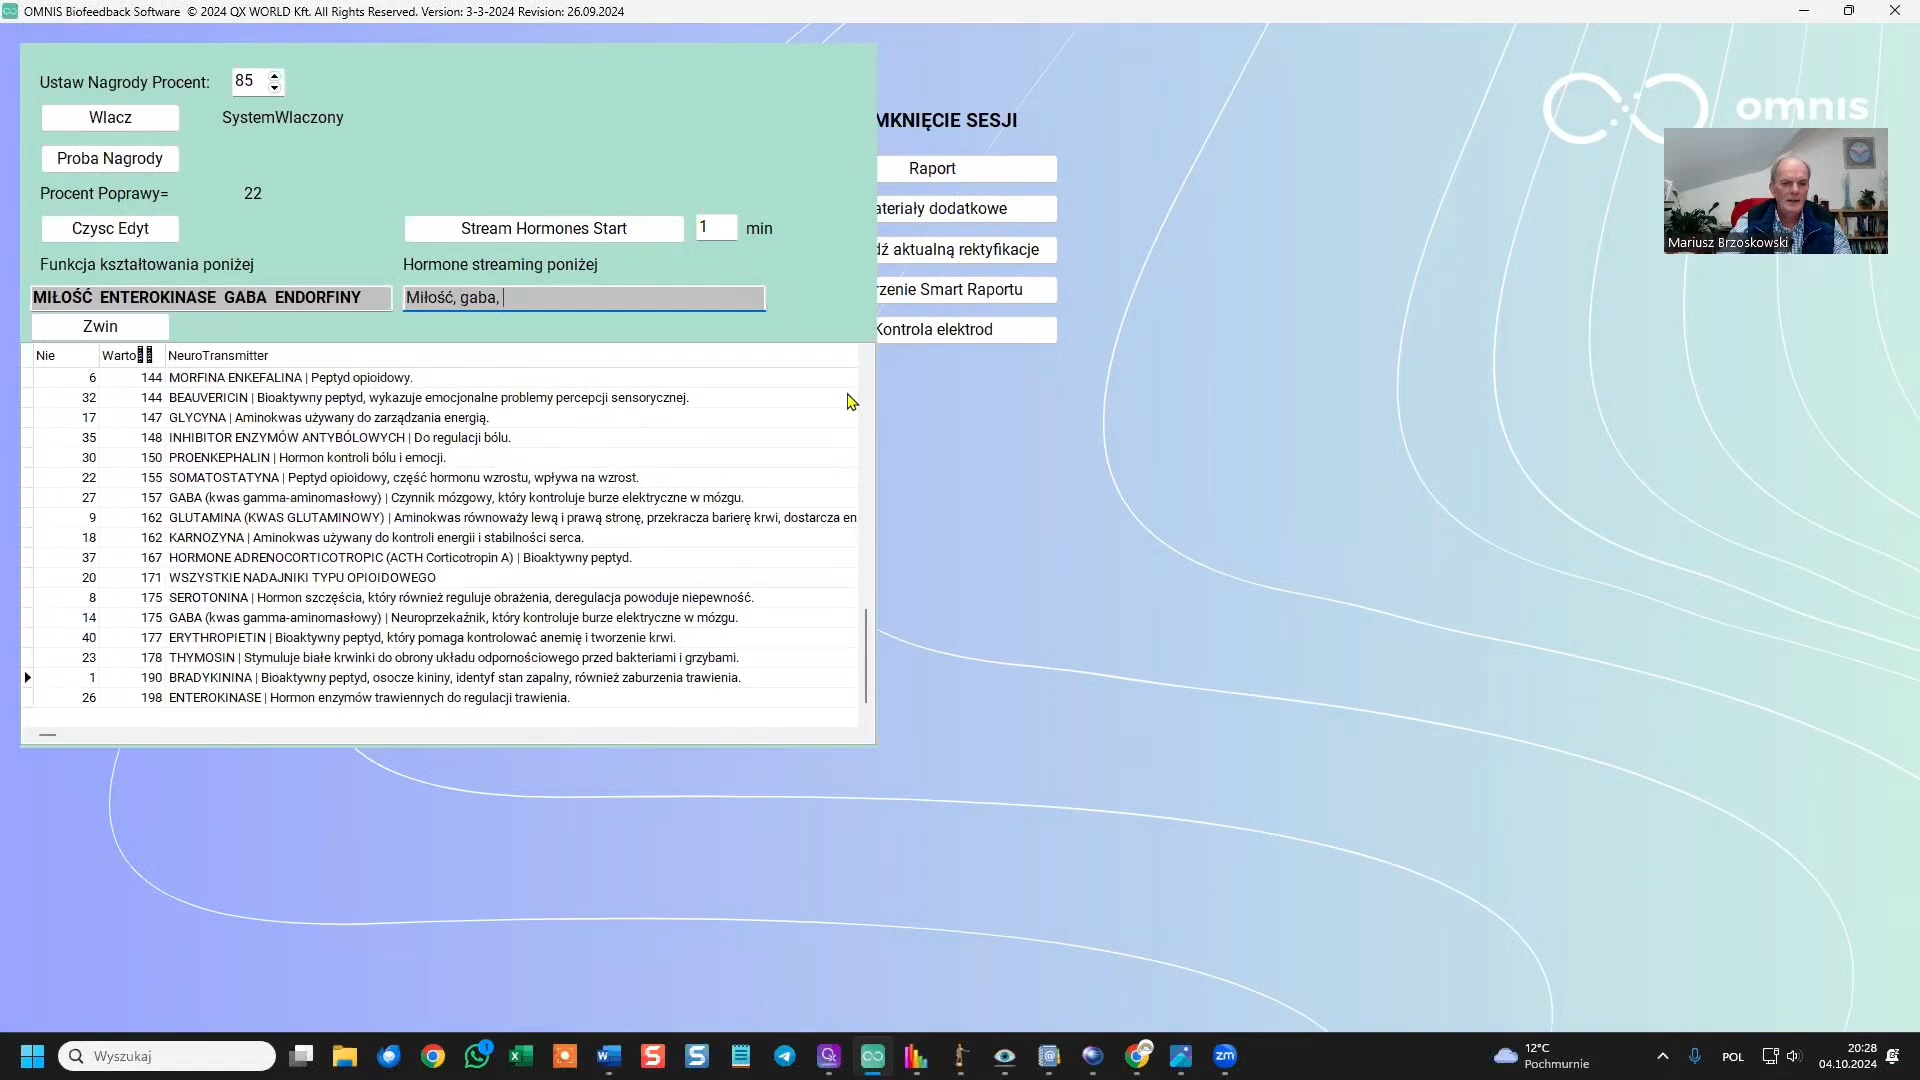 OMNIS Biofeedback Software © 2024 QX WORLD Kft. All Rights Reserved. Version: 3-3-2024 Revision: 26.09.2024
Ustaw Nagrody Procent: 85
Wlacz SystemWlaczony
Proba Nagrody
Procent Poprawy= 22
Czysc Edyt Stream Hormones Start 1 min
Funkcja kształtowania poniżej Hormone streaming poniżej
MIŁOŚĆ ENTEROKINASE GABA ENDORFINY Miłość, gaba,
Zwin
MKNIĘCIE SESJI
Raport
ateriały dodatkowe
dź aktualną rektyfikacje
rzenie Smart Raportu
Kontrola elektrod
omnis
Mariusz Brzoskowski
Nie Warto NeuroTransmitter
6 144 MORFINA ENKEFALINA | Peptyd opioidowy.
32 144 BEAUVERICIN | Bioaktywny peptyd, wykazuje emocjonalne problemy percepcji sensorycznej.
17 147 GLYCYNA | Aminokwas używany do zarządzania energią.
35 148 INHIBITOR ENZYMÓW ANTYBÓLOWYCH | Do regulacji bólu.
30 150 PROENKEPHALIN | Hormon kontroli bólu i emocji.
22 155 SOMATOSTATYNA | Peptyd opioidowy, część hormonu wzrostu, wpływa na wzrost.
27 157 GABA (kwas gamma-aminomasłowy) | Czynnik mózgowy, który kontroluje burze elektryczne w mózgu.
9 162 GLUTAMINA (KWAS GLUTAMINOWY) | Aminokwas równoważy lewą i prawą stronę, przekracza barierę krwi, dostarcza en
18 162 KARNOZYNA | Aminokwas używany do kontroli energii i stabilności serca.
37 167 HORMONE ADRENOCORTICOTROPIC (ACTH Corticotropin A) | Bioaktywny peptyd.
20 171 WSZYSTKIE NADAJNIKI TYPU OPIOIDOWEGO
8 175 SEROTONINA | Hormon szczęścia, który również reguluje obrażenia, deregulacja powoduje niepewność.
14 175 GABA (kwas gamma-aminomasłowy) | Neuroprzekaźnik, który kontroluje burze elektryczne w mózgu.
40 177 ERYTHROPIETIN | Bioaktywny peptyd, który pomaga kontrolować anemię i tworzenie krwi.
23 178 THYMOSIN | Stymuluje białe krwinki do obrony układu odpornościowego przed bakteriami i grzybami.
1 190 BRADYKININA | Bioaktywny peptyd, osocze kininy, identyf stan zapalny, również zaburzenia trawienia.
26 198 ENTEROKINASE | Hormon enzymów trawiennych do regulacji trawienia.
Wyszukaj
1
zm
12°C
Pochmurnie
POL
20:28
04.10.2024